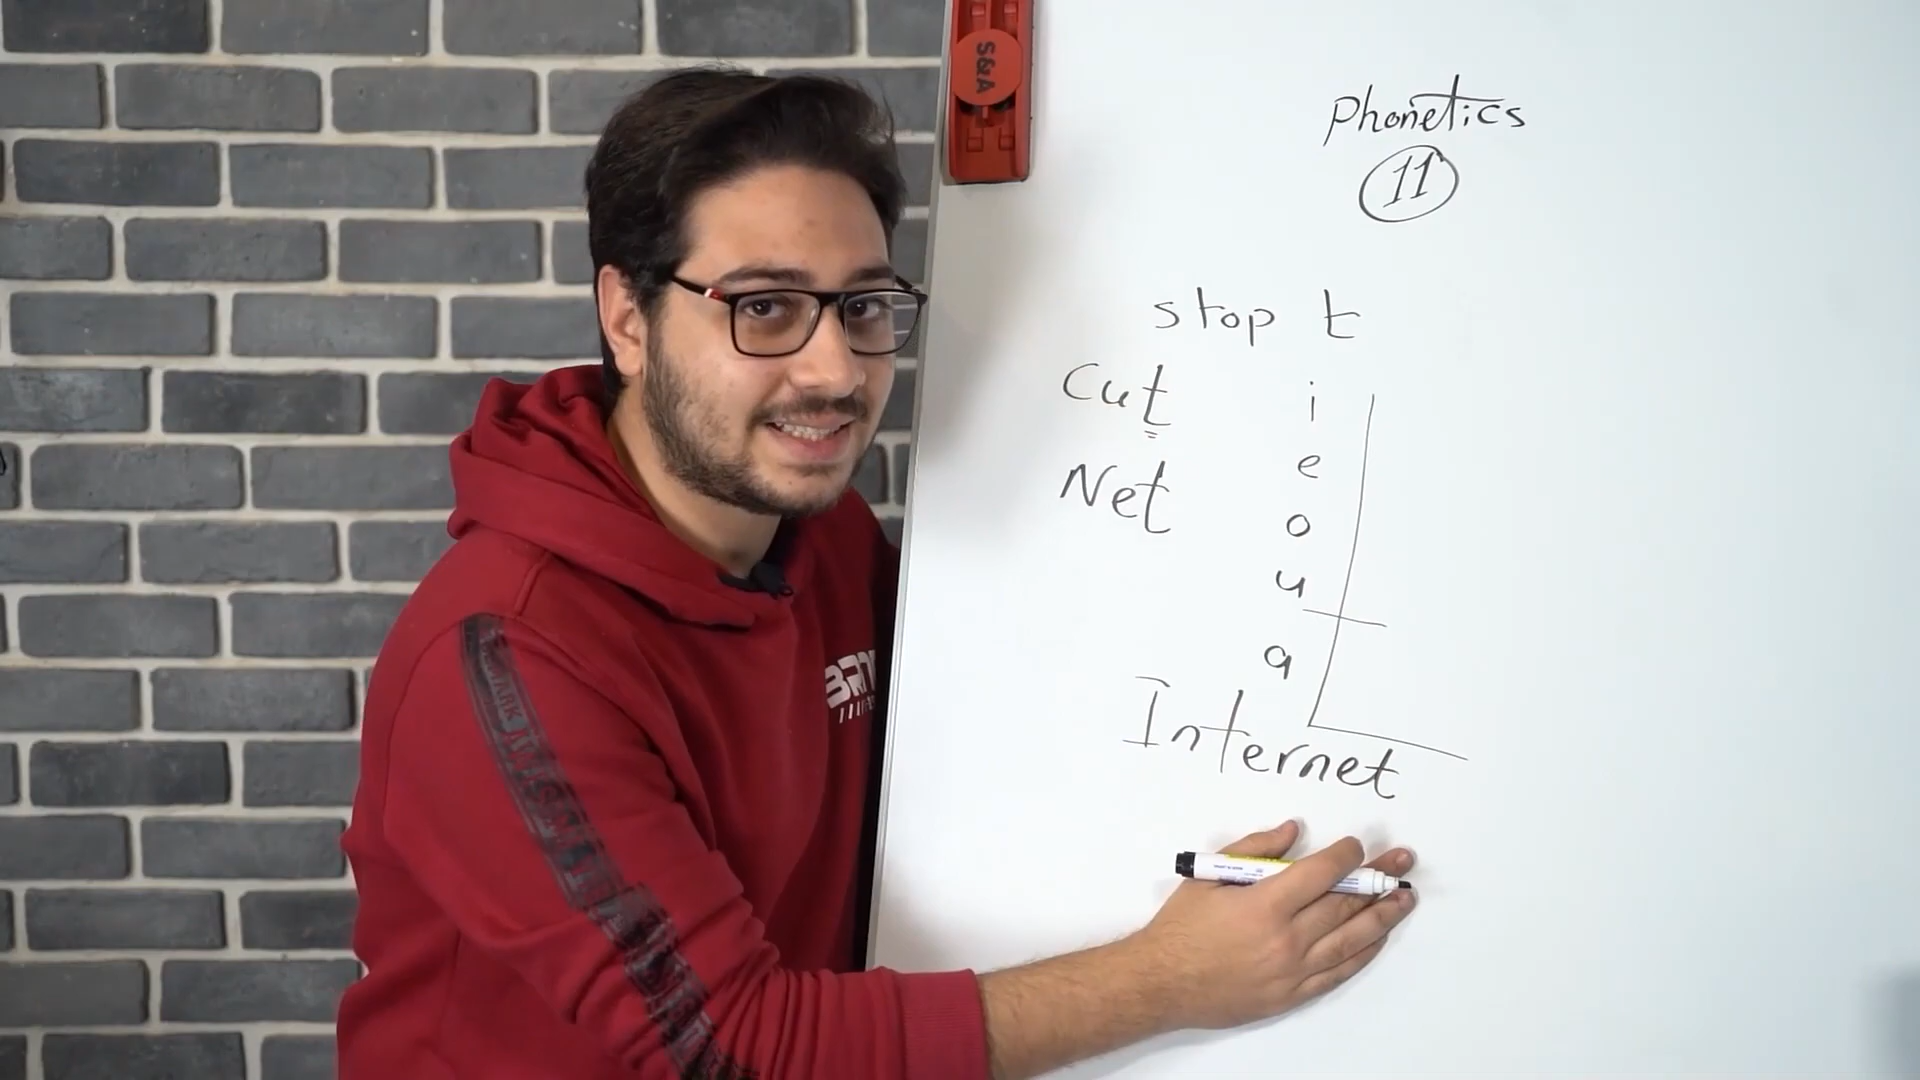 S&A
Phonetics
11
stop t
Cut
i
Net
e
o
u
a
Internet